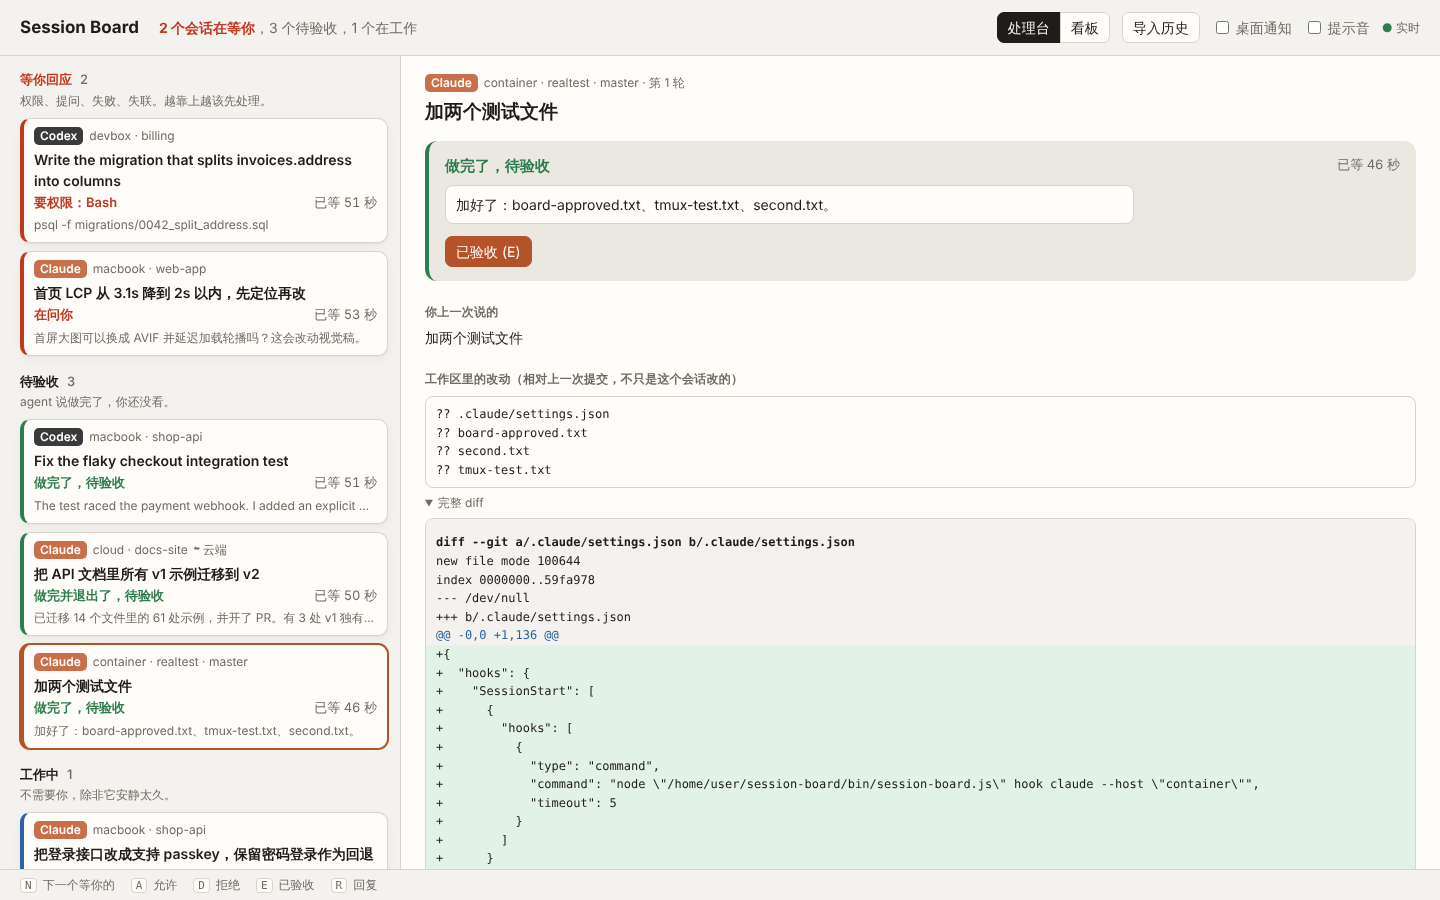 Session Board 2 个会话在等你，3 个待验收，1 个在工作 处理台 看板 导入历史 桌面通知 提示音 实时
等你回应 2
权限、提问、失败、失联。越靠上越该先处理。
Codex devbox · billing
Write the migration that splits invoices.address
into columns
要权限：Bash 已等 51 秒
psql -f migrations/0042_split_address.sql
Claude macbook · web-app
首页 LCP 从 3.1s 降到 2s 以内，先定位再改
在问你 已等 53 秒
首屏大图可以换成 AVIF 并延迟加载轮播吗？这会改动视觉稿。
待验收 3
agent 说做完了，你还没看。
Codex macbook · shop-api
Fix the flaky checkout integration test
做完了，待验收 已等 51 秒
The test raced the payment webhook. I added an explicit ...
Claude cloud · docs-site 云端
把 API 文档里所有 v1 示例迁移到 v2
做完并退出了，待验收 已等 50 秒
已迁移 14 个文件里的 61 处示例，并开了 PR。有 3 处 v1 独有...
Claude container · realtest · master
加两个测试文件
做完了，待验收 已等 46 秒
加好了：board-approved.txt、tmux-test.txt、second.txt。
工作中 1
不需要你，除非它安静太久。
Claude macbook · shop-api
把登录接口改成支持 passkey，保留密码登录作为回退
Claude container · realtest · master · 第 1 轮
加两个测试文件
做完了，待验收 已等 46 秒
加好了：board-approved.txt、tmux-test.txt、second.txt。
已验收 (E)
你上一次说的
加两个测试文件
工作区里的改动（相对上一次提交，不只是这个会话改的）
?? .claude/settings.json
?? board-approved.txt
?? second.txt
?? tmux-test.txt
▼ 完整 diff
diff --git a/.claude/settings.json b/.claude/settings.json
new file mode 100644
index 0000000..59fa978
--- /dev/null
+++ b/.claude/settings.json
@@ -0,0 +1,136 @@
+{
+  "hooks": {
+    "SessionStart": [
+      {
+        "hooks": [
+          {
+            "type": "command",
+            "command": "node \"/home/user/session-board/bin/session-board.js\" hook claude --host \"container\"",
+            "timeout": 5
+          }
+        ]
+      }
N 下一个等你的 A 允许 D 拒绝 E 已验收 R 回复